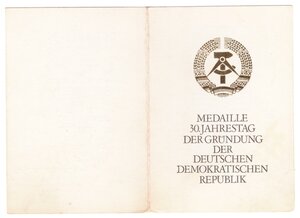 MEDAILLE
30. JAHRESTAG
DER GRÜNDUNG
DER
DEUTSCHEN
DEMOKRATISCHEN
REPUBLIK